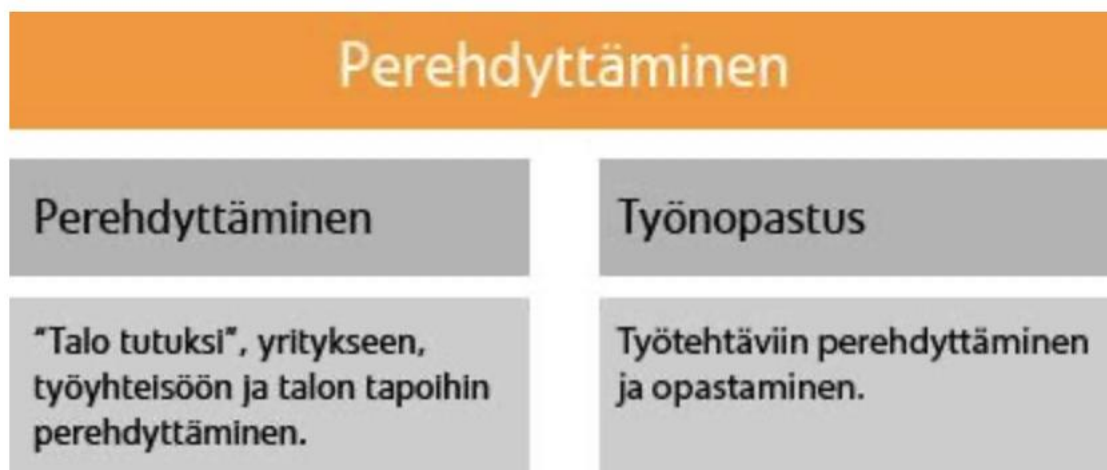 Perehdyttäminen
Perehdyttäminen
"Talo tutuksi", yritykseen,
työyhteisöön ja talon tapoihin
perehdyttäminen.
Työnopastus
Työtehtäviin perehdyttäminen
ja opastaminen.